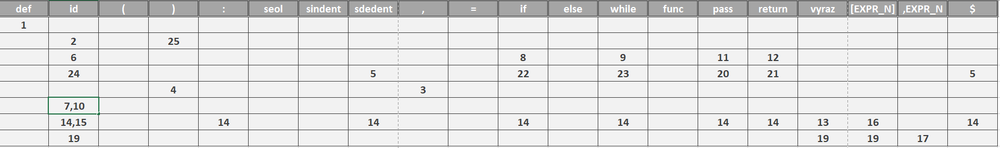 def id ( ) : seol sindent sdedent , = if else while func pass return vyraz [EXPR_N] ,EXPR_N $
1
2 25
6 8 9 11 12
24 5 22 23 20 21 5
4 3
7,10
14,15 14 14 14 14 14 14 13 16 14
19 19 19 17